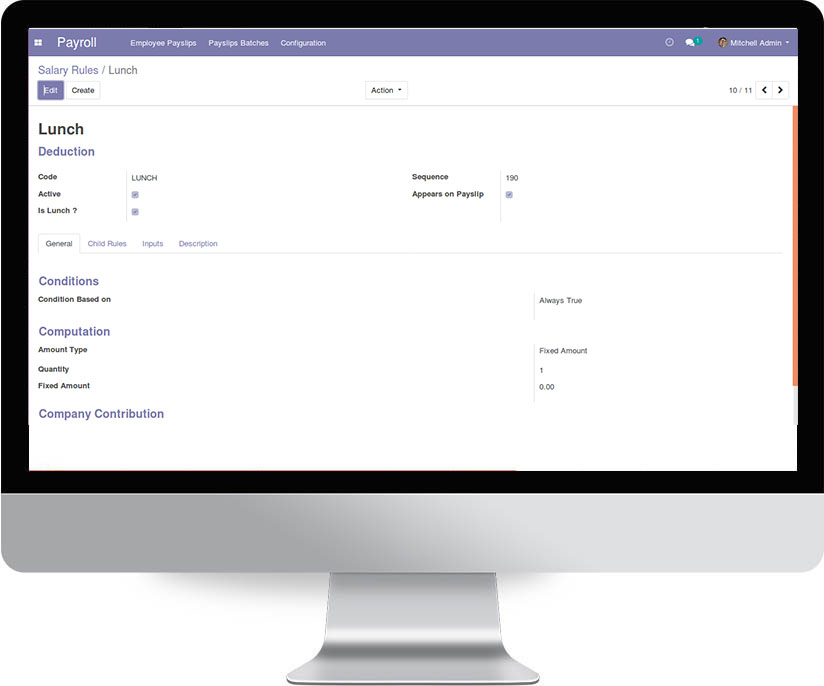 Payroll Employee Payslips Payslips Batches Configuration 1 Mitchell Admin
Salary Rules / Lunch
Edit Create Action 10 / 11
Lunch
Deduction
Code LUNCH Sequence 190
Active Appears on Payslip
Is Lunch ?
General Child Rules Inputs Description
Conditions
Condition Based on Always True
Computation
Amount Type Fixed Amount
Quantity 1
Fixed Amount 0.00
Company Contribution